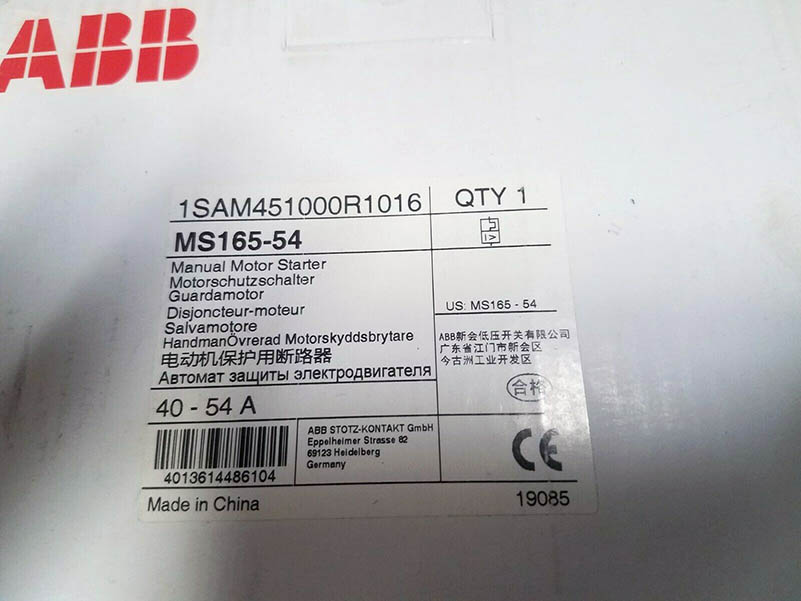 ABB
1SAM451000R1016
QTY 1
MS165-54
Manual Motor Starter
Motorschutzschalter
Guardamotor
Disjoncteur-moteur
Salvamotore
HandmanÖvrerad Motorskyddsbrytare
电动机保护用断路器
Автомат защиты электродвигателя
I>
US: MS165 - 54
ABB新会低压开关有限公司
广东省江门市新会区
今古洲工业开发区
合格
40 - 54 A
ABB STOTZ-KONTAKT GmbH
Eppelheimer Strasse 82
69123 Heidelberg
Germany
4013614486104
CE
Made in China
19085